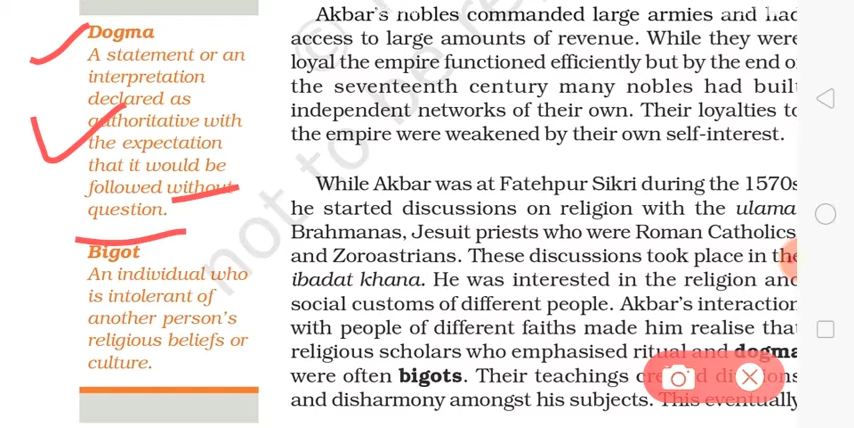 Dogma
A statement or an
interpretation
declared as
authoritative with
the expectation
that it would be
followed without
question.
Bigot
An individual who
is intolerant of
another person's
religious beliefs or
culture.
Akbar's nobles commanded large armies and had
access to large amounts of revenue. While they were
loyal the empire functioned efficiently but by the end
the seventeenth century many nobles had built
independent networks of their own. Their loyalties to
the empire were weakened by their own self-interest.
While Akbar was at Fatehpur Sikri during the 1570s
he started discussions on religion with the ulama
Brahmanas, Jesuit priests who were Roman Catholics
and Zoroastrians. These discussions took place in the
ibadat khana. He was interested in the religion and
social customs of different people. Akbar's interaction
with people of different faiths made him realise that
religious scholars who emphasised ritual and dogma
were often bigots. Their teachings
and disharmony amongst his subjects. This eventually
not to be